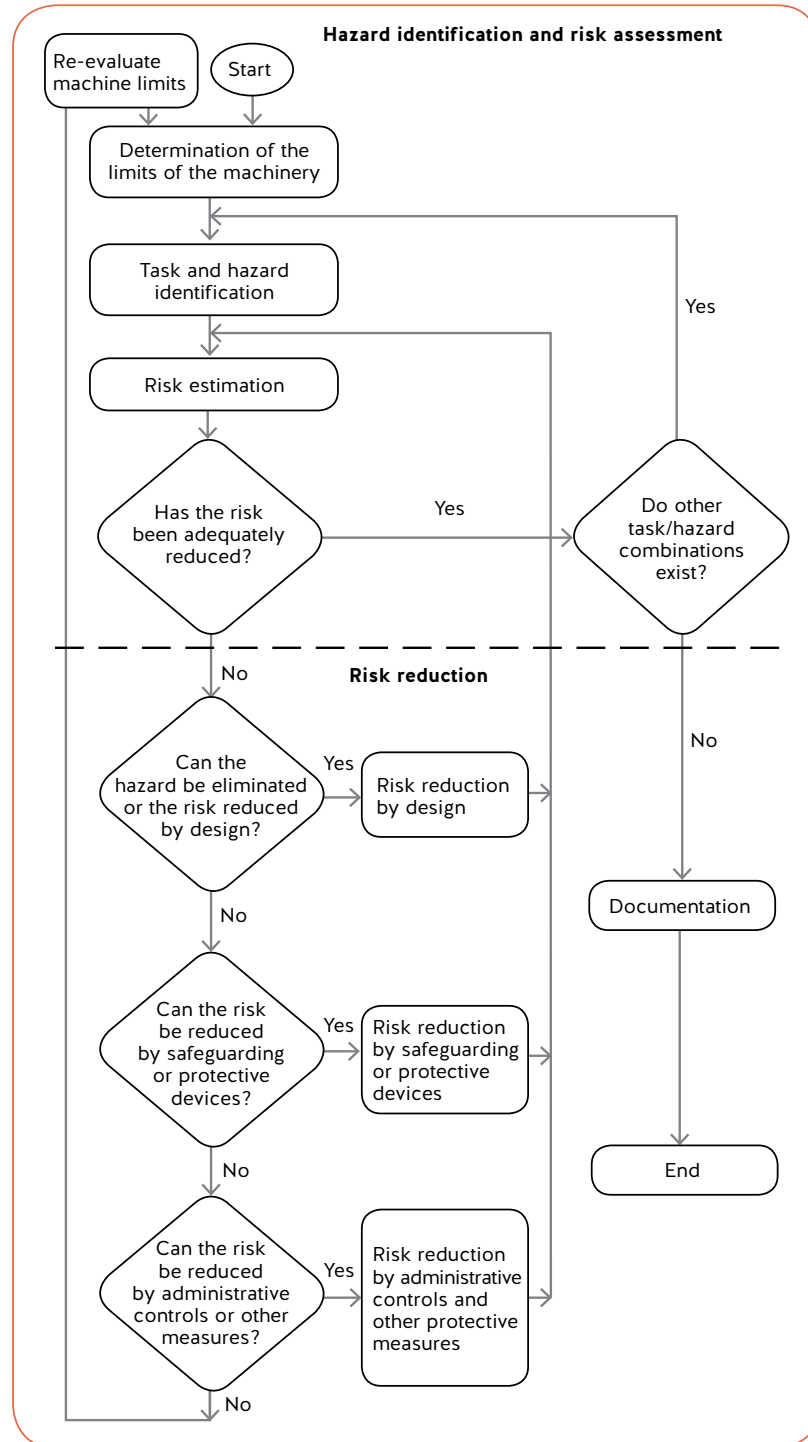 Hazard identification and risk assessment
Re-evaluate
machine limits
Start
Determination of the
limits of the machinery
Task and hazard
identification
Yes
Risk estimation
Has the risk
been adequately
reduced?
Yes
Do other
task/hazard
combinations
exist?
No
Risk reduction
Can the
hazard be eliminated
or the risk reduced
by design?
Yes
Risk reduction
by design
No
No
Documentation
Can the risk
be reduced
by safeguarding
or protective
devices?
Yes
Risk reduction
by safeguarding
or protective
devices
No
End
Can the risk
be reduced
by administrative
controls or other
measures?
Yes
Risk reduction
by administrative
controls and
other protective
measures
No